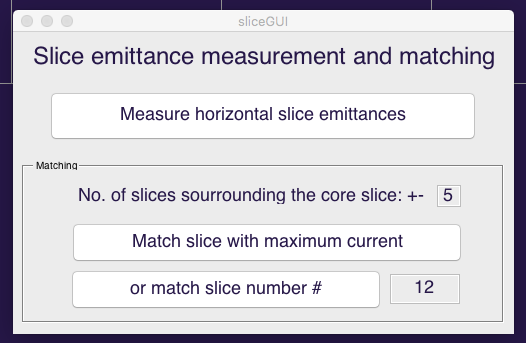 sliceGUI
Slice emittance measurement and matching
Measure horizontal slice emittances
Matching
No. of slices sourrounding the core slice: +- 5
Match slice with maximum current
or match slice number # 12